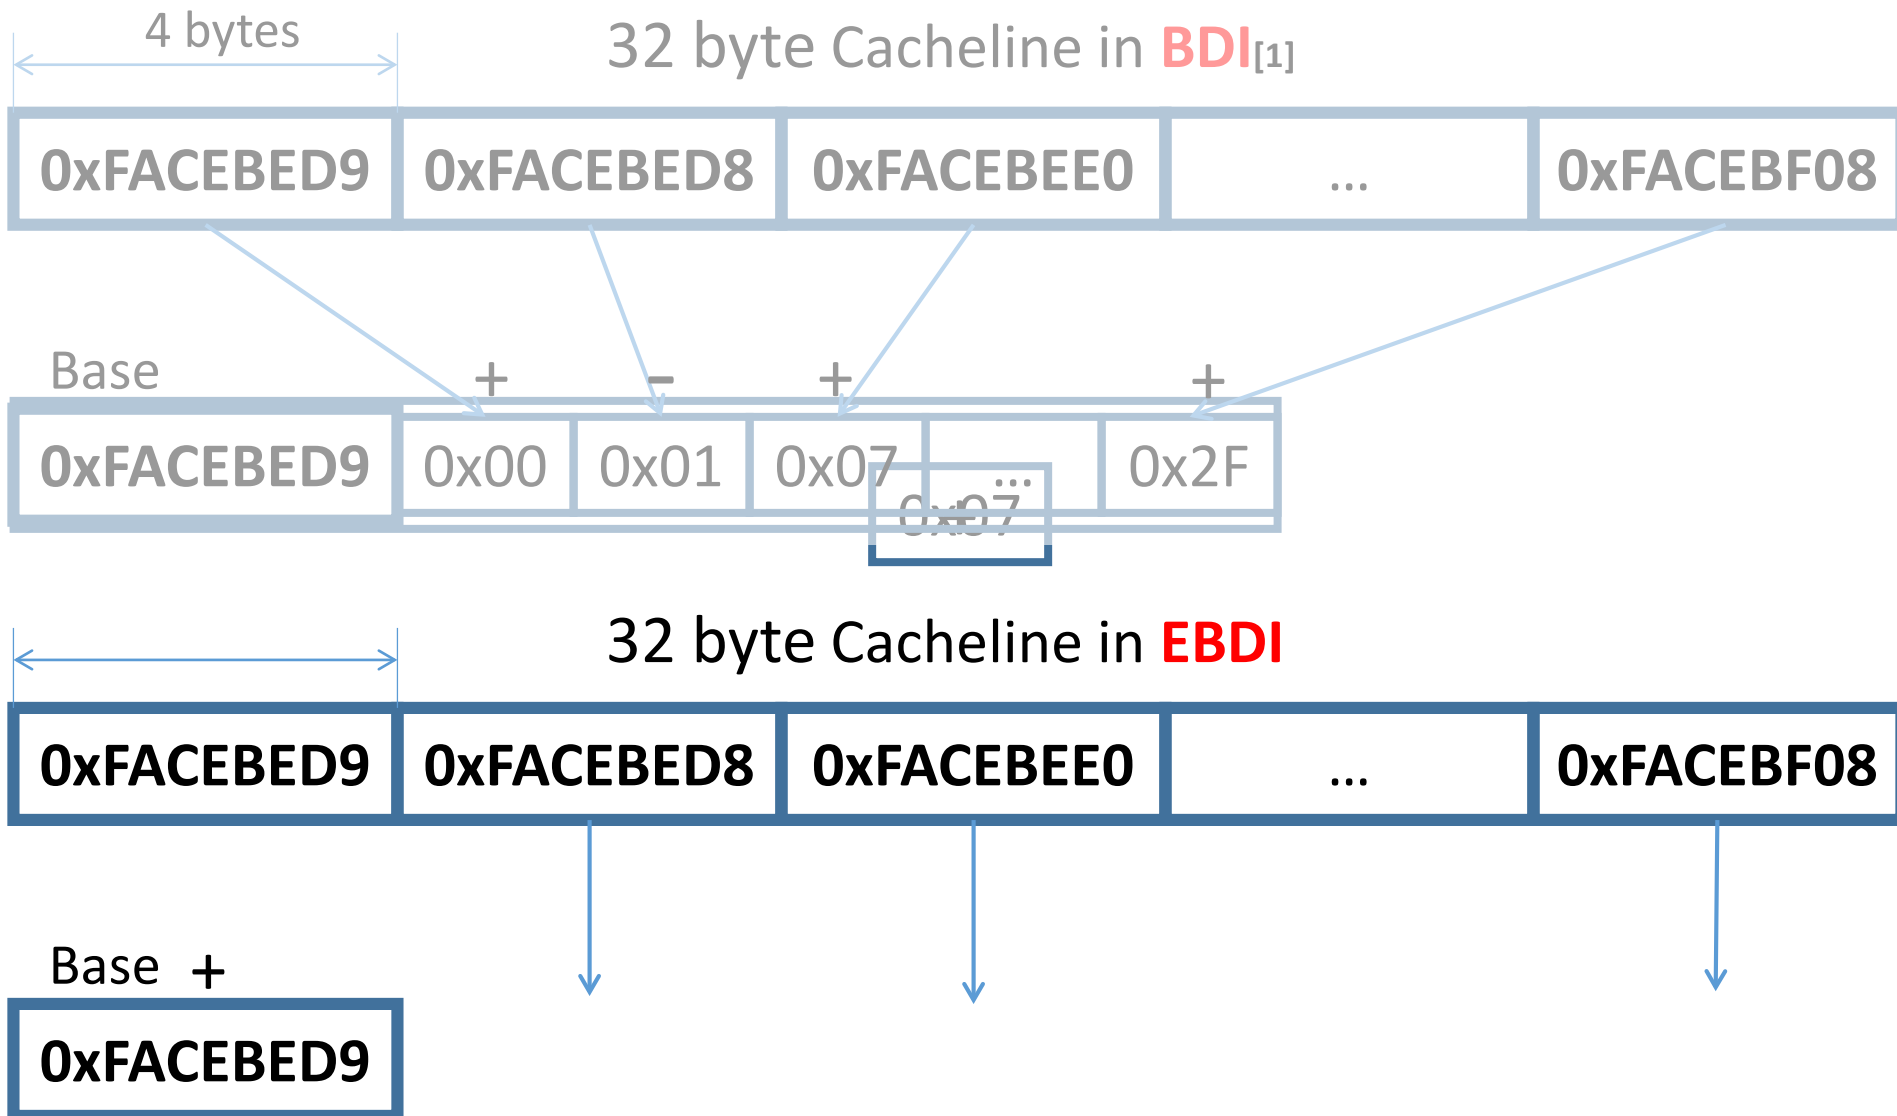 4 bytes
32 byte Cacheline in BDI[1]
0xFACEBED9 0xFACEBED8 0xFACEBEE0 ... 0xFACEBF08
Base + - + +
0xFACEBED9 0x00 0x01 0x07 ... 0x2F
0x07
+
32 byte Cacheline in EBDI
0xFACEBED9 0xFACEBED8 0xFACEBEE0 ... 0xFACEBF08
Base +
0xFACEBED9